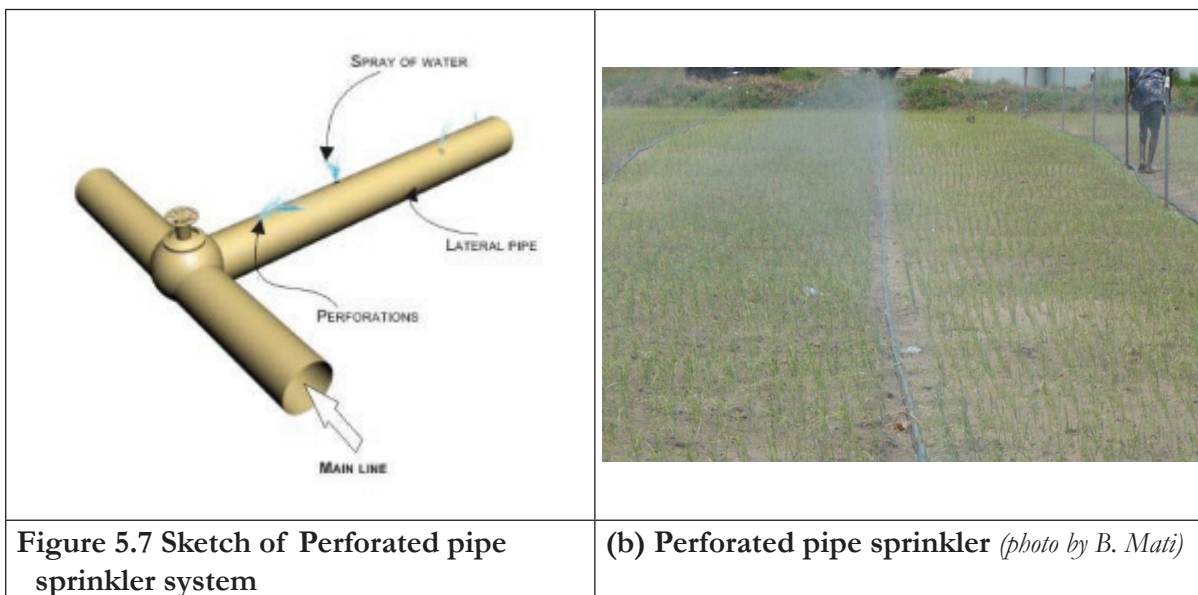 SPRAY OF WATER
LATERAL PIPE
PERFORATIONS
MAIN LINE
Figure 5.7 Sketch of Perforated pipe
sprinkler system
(b) Perforated pipe sprinkler (photo by B. Mati)